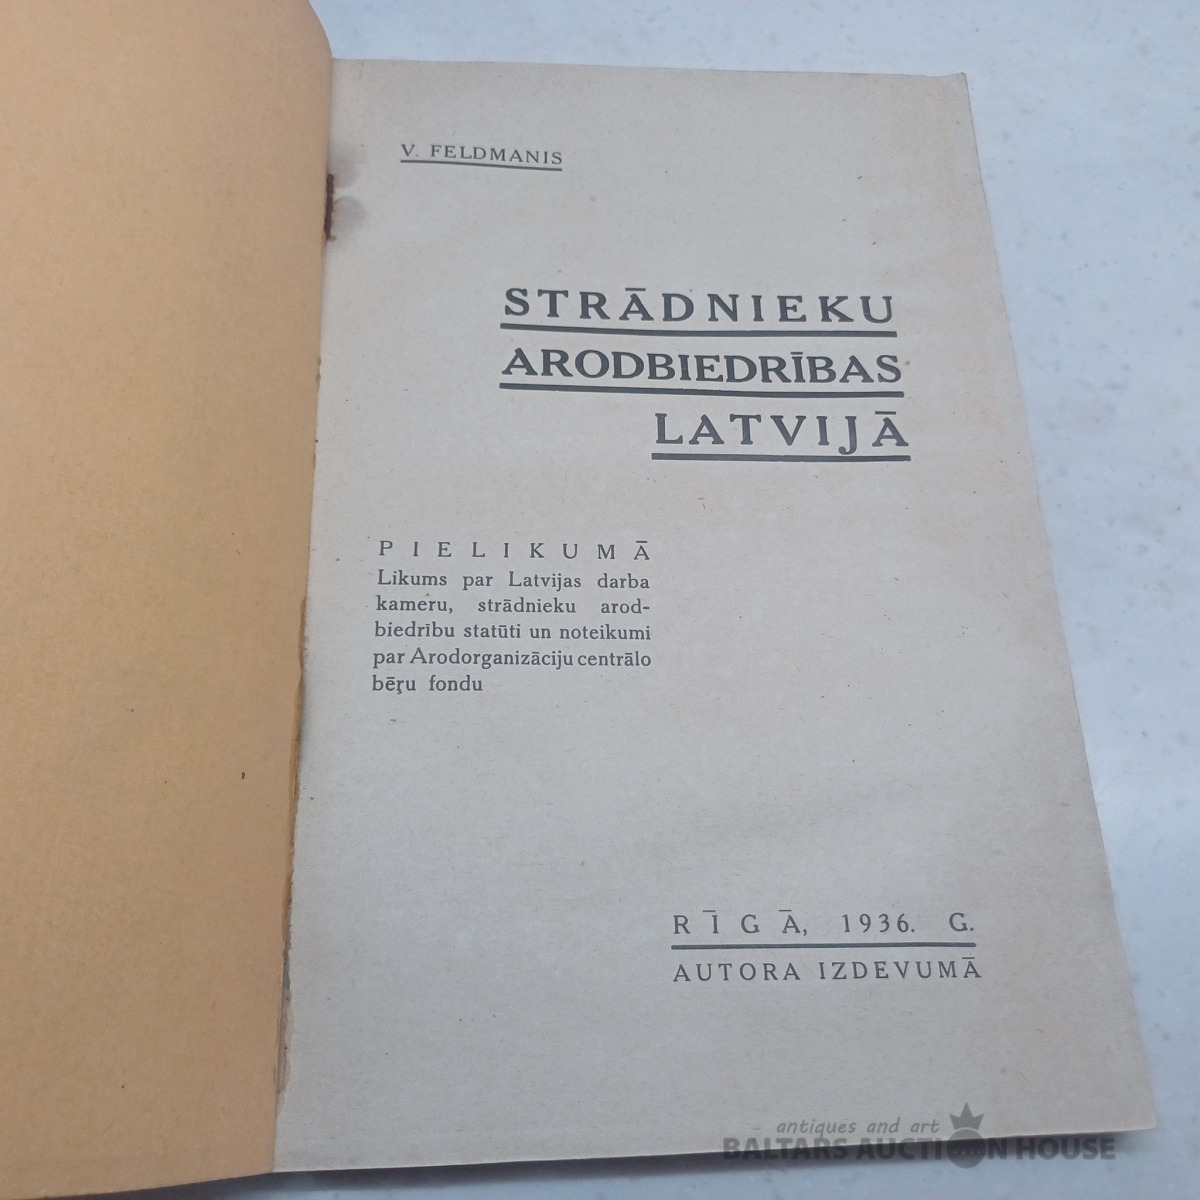 V. FELDMANIS
STRĀDNIEKU
ARODBIEDRĪBAS
LATVIJĀ
PIELIKUMĀ
Likums par Latvijas darba
kameru, strādnieku arod-
biedrību statūti un noteikumi
par Arodorganizāciju centrālo
bēŗu fondu
RĪGĀ, 1936. G.
AUTORA IZDEVUMĀ
antiques and art
BALTARS AUCTION HOUSE